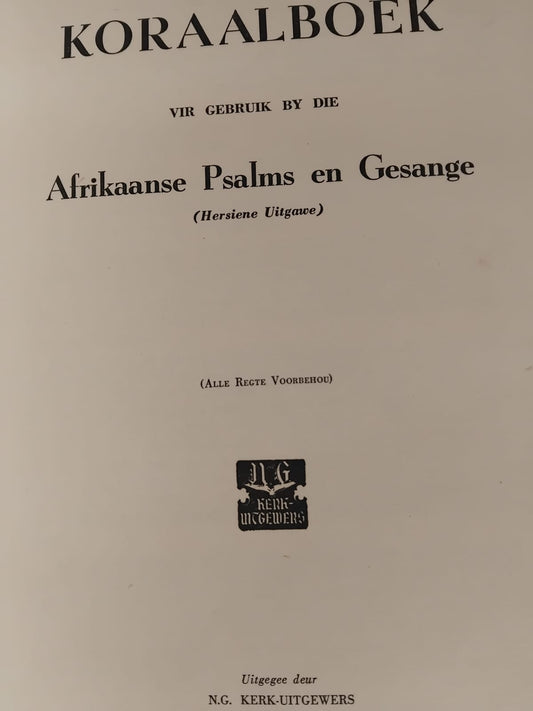 KORAALBOEK
VIR GEBRUIK BY DIE
Afrikaanse Psalms en Gesange
(Hersiene Uitgawe)
(ALLE REGTE VOORBEHOU)
N G
KERK-
UITGEWERS
Uitgegee deur
N.G. KERK-UITGEWERS